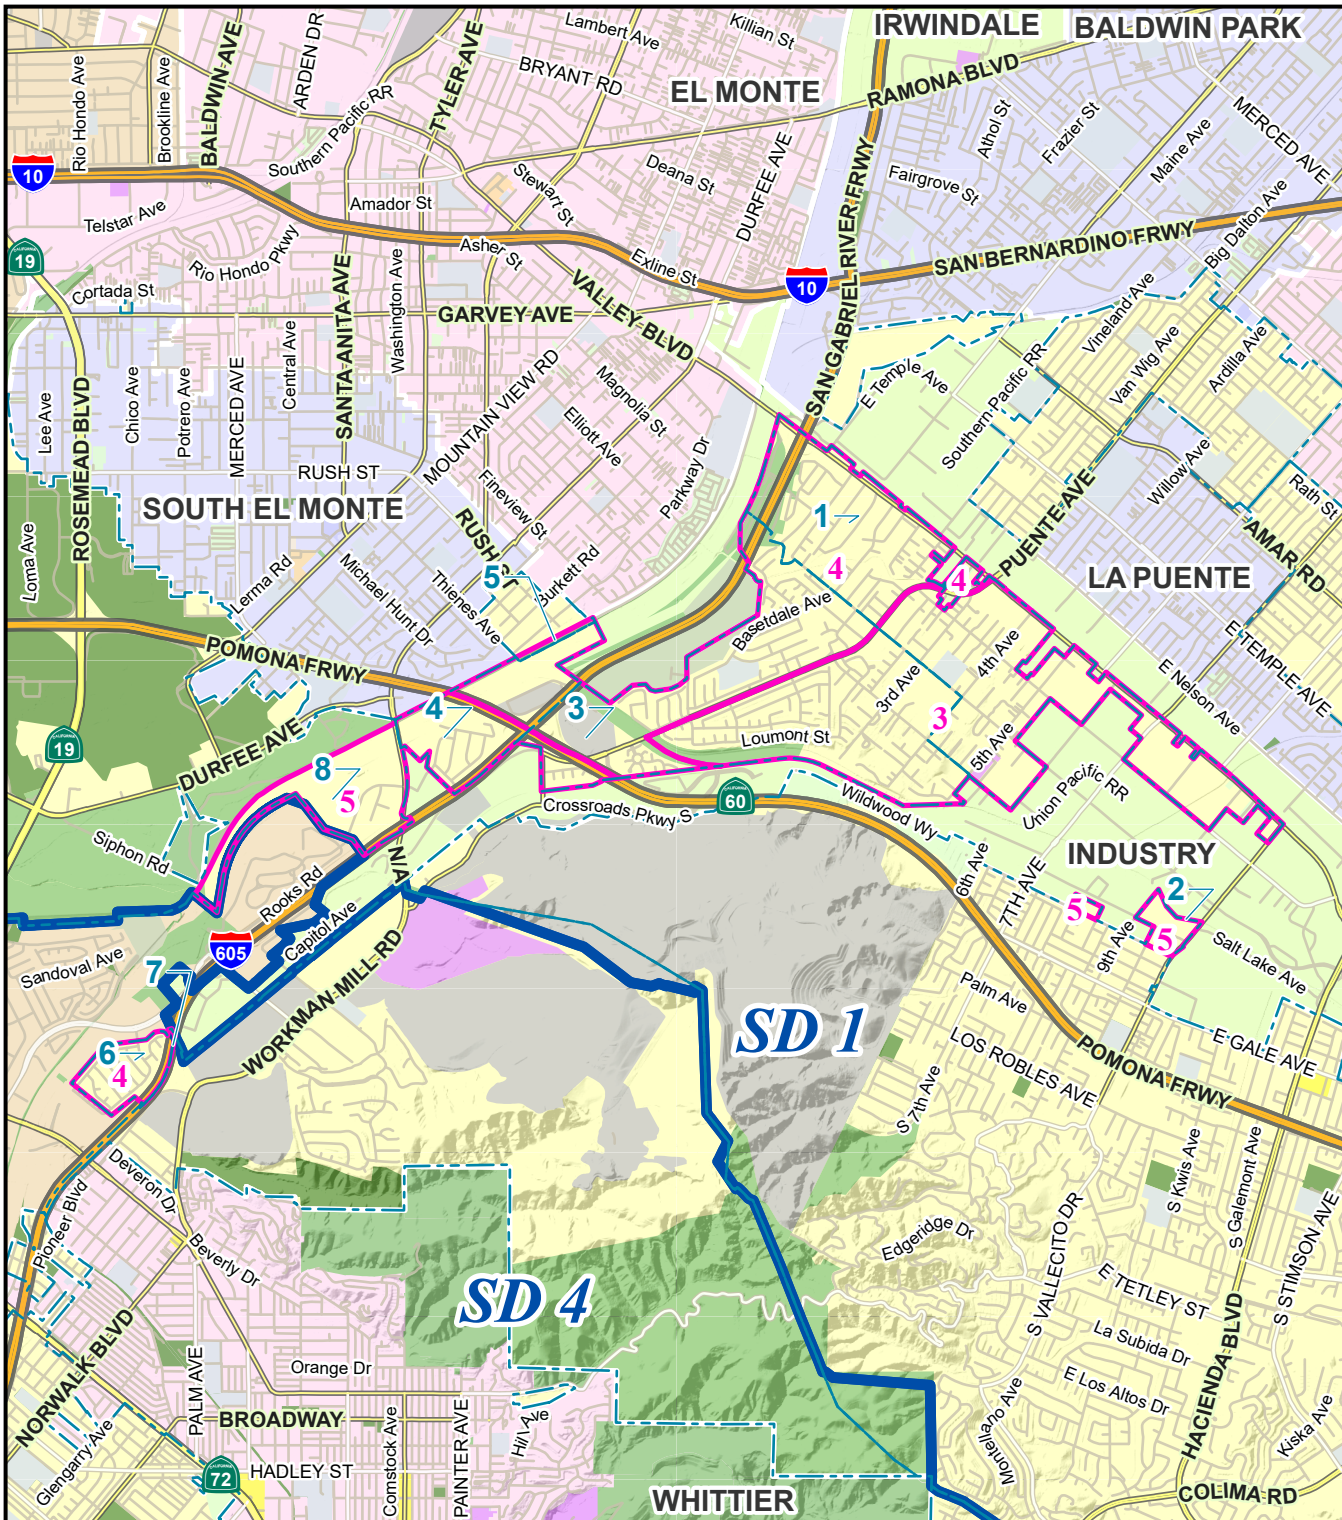 IRWINDALE
BALDWIN PARK
Lambert Ave
Killian St
ARDEN DR
TYLER AVE
BALDWIN AVE
Brookline Ave
Rio Hondo Ave
BRYANT RD
EL MONTE
RAMONA BLVD
Athol St
Frazier St
MERCED AVE
Maine Ave
Southern Pacific RR
Deana St
DURFEE AVE
Fairgrove St
10
Stewart St
Amador St
Telstar Ave
Big Dalton Ave
Asher St
Exline St
SAN BERNARDINO FRWY
CALIFORNIA
19
Rio Hondo Pkwy
Cortada St
10
GARVEY AVE
VALLEY BLVD
SANTA ANITA AVE
Washington Ave
SAN GABRIEL RIVER FRWY
Vineland Ave
Van Wig Ave
Ardilla Ave
E Temple Ave
Southern Pacific RR
Central Ave
MERCED AVE
Potrero Ave
Chico Ave
Lee Ave
ROSEMEAD BLVD
MOUNTAIN VIEW RD
Magnolia St
Elliott Ave
Parkway Dr
RUSH ST
Fineview St
Willow Ave
Rath St
PUENTE AVE
AMAR RD
SOUTH EL MONTE
RUSH ST
1
4
4
LA PUENTE
Loma Ave
Lerma Rd
Michael Hunt Dr
Thienes Ave
5
Burkett Rd
Basetdale Ave
E TEMPLE AVE
POMONA FRWY
4th Ave
E Nelson Ave
3rd Ave
4
3
3
CALIFORNIA
19
DURFEE AVE
Loumont St
5th Ave
8
5
CALIFORNIA
60
Wildwood Wy
Union Pacific RR
Crossroads Pkwy S
Siphon Rd
N/A
INDUSTRY
6th Ave
7TH AVE
2
5
5
Rooks Rd
Capitol Ave
605
9th Ave
Salt Lake Ave
Sandoval Ave
7
WORKMAN MILL RD
Palm Ave
SD 1
LOS ROBLES AVE
E GALE AVE
6
4
POMONA FRWY
S 7th Ave
S Kwis Ave
S Galemont Ave
Deveron Dr
Pioneer Blvd
Beverly Dr
S STIMSON AVE
Edgeridge Dr
S VALLECITO DR
SD 4
E TETLEY ST
La Subida Dr
NORWALK BLVD
PALM AVE
Orange Dr
E Los Altos Dr
HACIENDA BLVD
BROADWAY
Glengarry Ave
Comstock Ave
PAINTER AVE
Hill Ave
Montellano Ave
Kiska Ave
CALIFORNIA
72
HADLEY ST
WHITTIER
COLIMA RD